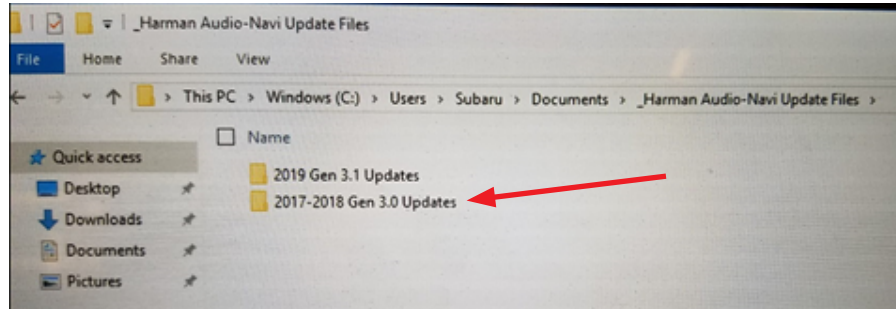 _Harman Audio-Navi Update Files
File Home Share View
This PC > Windows (C:) > Users > Subaru > Documents > _Harman Audio-Navi Update Files >
Name
Quick access
2019 Gen 3.1 Updates
Desktop
2017-2018 Gen 3.0 Updates
Downloads
Documents
Pictures